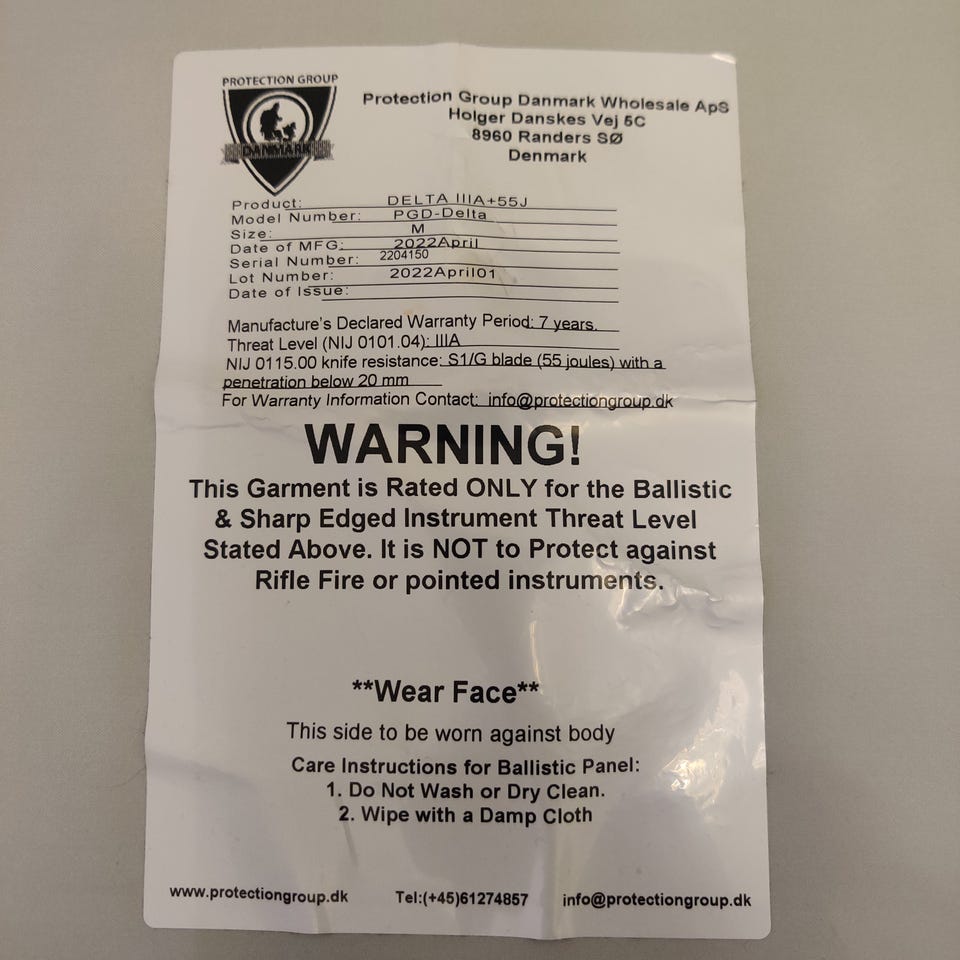 PROTECTION GROUP
DANMARK
Protection Group Danmark Wholesale ApS
Holger Danskes Vej 5C
8960 Randers SØ
Denmark
Product: DELTA IIIA+55J
Model Number: PGD-Delta
Size: M
Date of MFG: 2022April
Serial Number: 2204150
Lot Number: 2022April01
Date of Issue:
Manufacture's Declared Warranty Period: 7 years.
Threat Level (NIJ 0101.04): IIIA
NIJ 0115.00 knife resistance: S1/G blade (55 joules) with a
penetration below 20 mm
For Warranty Information Contact: info@protectiongroup.dk
WARNING!
This Garment is Rated ONLY for the Ballistic
& Sharp Edged Instrument Threat Level
Stated Above. It is NOT to Protect against
Rifle Fire or pointed instruments.
**Wear Face**
This side to be worn against body
Care Instructions for Ballistic Panel:
1. Do Not Wash or Dry Clean.
2. Wipe with a Damp Cloth
www.protectiongroup.dk Tel:(+45)61274857 info@protectiongroup.dk